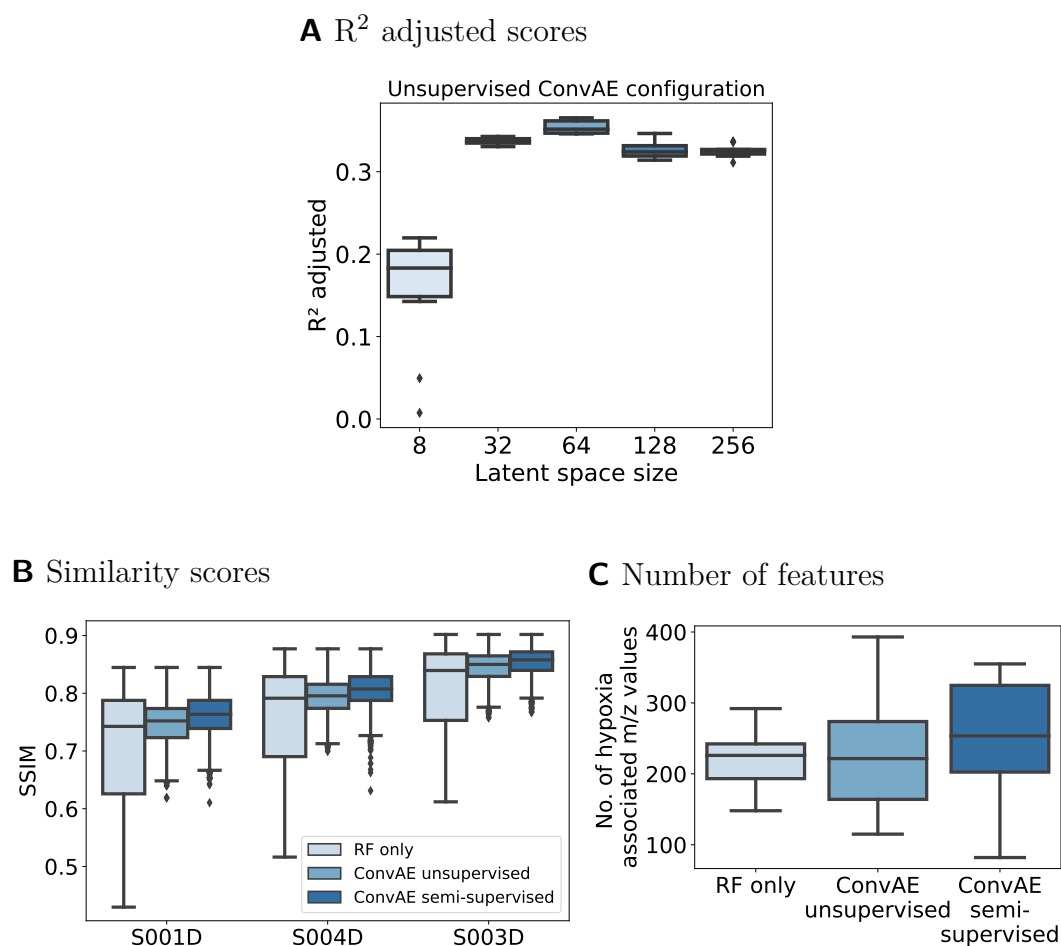 A R² adjusted scores
Unsupervised ConvAE configuration
R² adjusted
0.3
0.2
0.1
0.0
8 32 64 128 256
Latent space size
B Similarity scores
SSIM
0.9
0.8
0.7
0.6
0.5
RF only
ConvAE unsupervised
ConvAE semi-supervised
S001D S004D S003D
C Number of features
No. of hypoxia
associated m/z values
400
300
200
100
RF only
ConvAE
unsupervised
ConvAE
semi-
supervised